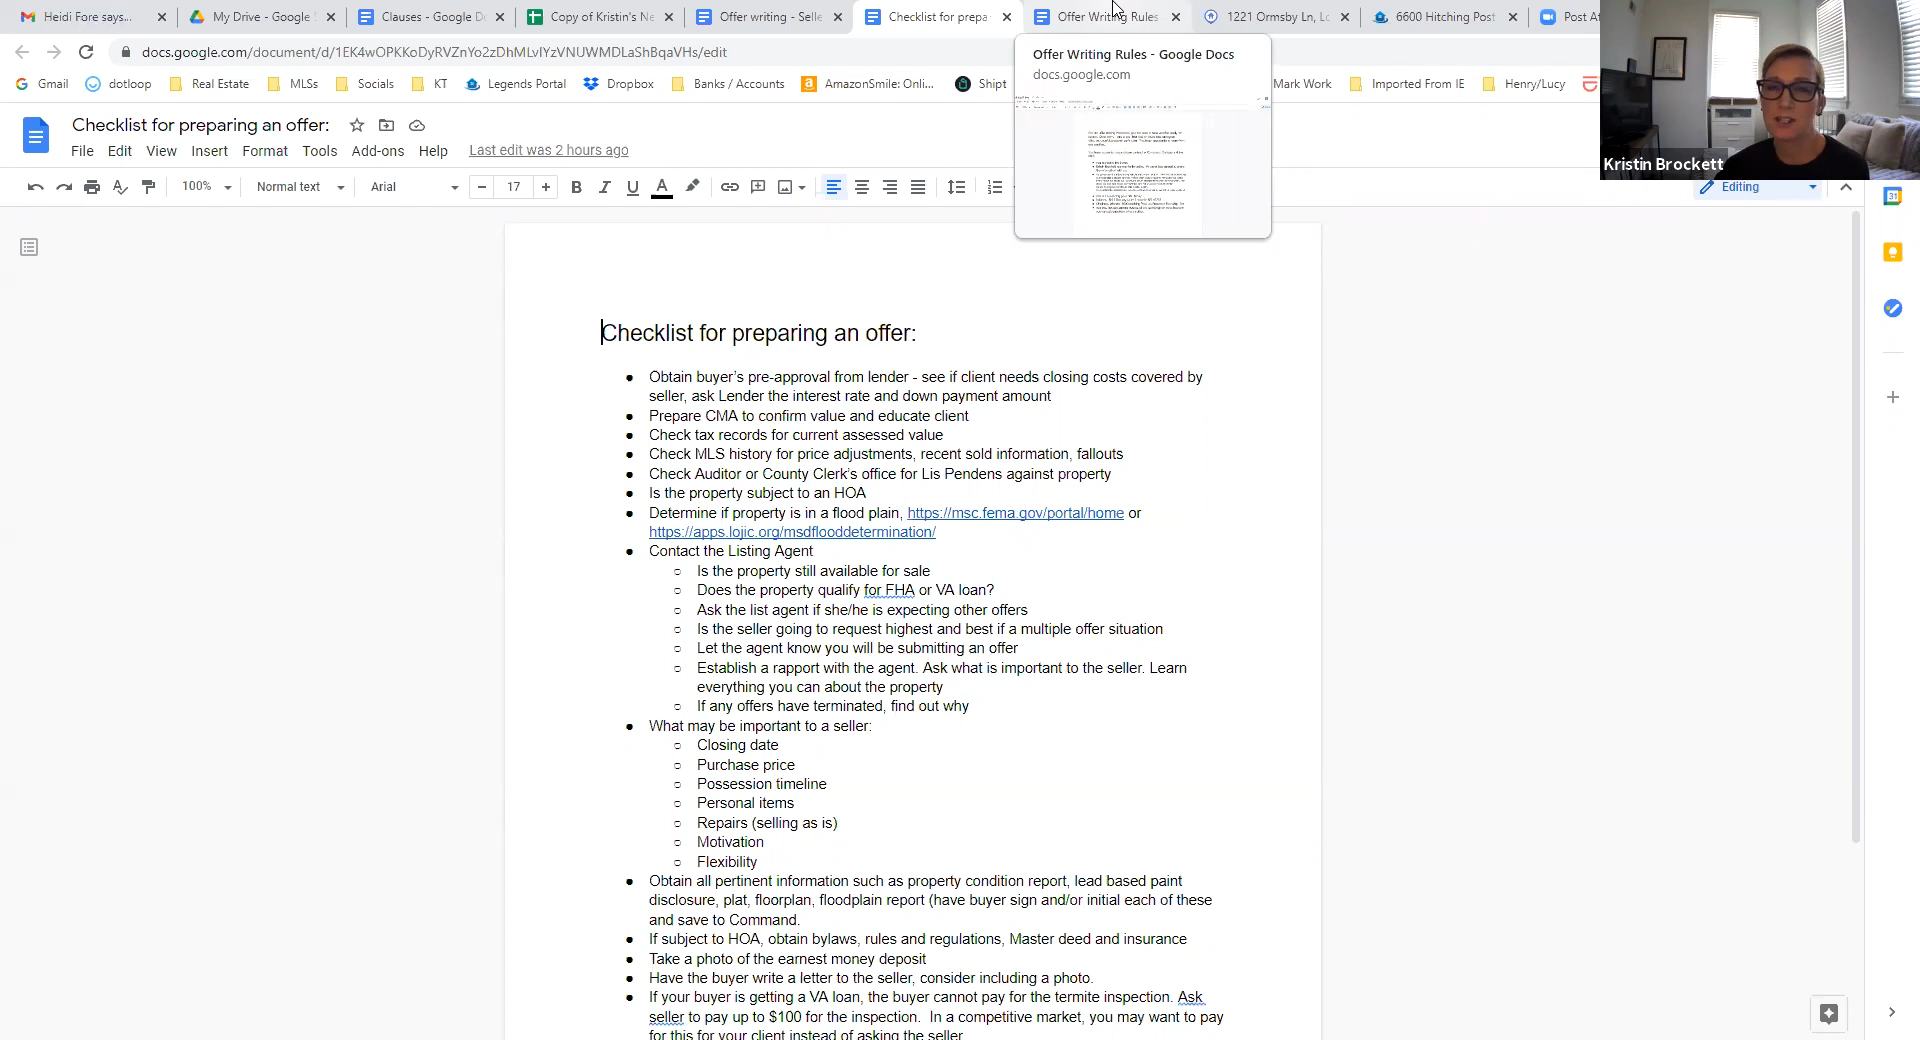 Heidi Fore says...
My Drive - Google
Clauses - Google D
Copy of Kristin's Ne
Offer writing - Selle
Checklist for prepa
Offer Writing Rules
1221 Ormsby Ln, Lo
6600 Hitching Post
Post At
docs.google.com/document/d/1EK4wOPKKoDyRVZnYo2zDhMLvIYzVNUWMDLaShBqaVHs/edit
Gmail
dotloop
Real Estate
MLSs
Socials
KT
Legends Portal
Dropbox
Banks / Accounts
AmazonSmile: Onli...
Shipt
Mark Work
Imported From IE
Henry/Lucy
Offer Writing Rules - Google Docs
docs.google.com
Kristin Brockett
Checklist for preparing an offer:
File Edit View Insert Format Tools Add-ons Help Last edit was 2 hours ago
100% Normal text Arial 17 Editing
Checklist for preparing an offer:
● Obtain buyer's pre-approval from lender - see if client needs closing costs covered by
seller, ask Lender the interest rate and down payment amount
● Prepare CMA to confirm value and educate client
● Check tax records for current assessed value
● Check MLS history for price adjustments, recent sold information, fallouts
● Check Auditor or County Clerk's office for Lis Pendens against property
● Is the property subject to an HOA
● Determine if property is in a flood plain, https://msc.fema.gov/portal/home or
https://apps.lojic.org/msdflooddetermination/
● Contact the Listing Agent
○ Is the property still available for sale
○ Does the property qualify for FHA or VA loan?
○ Ask the list agent if she/he is expecting other offers
○ Is the seller going to request highest and best if a multiple offer situation
○ Let the agent know you will be submitting an offer
○ Establish a rapport with the agent. Ask what is important to the seller. Learn
everything you can about the property
○ If any offers have terminated, find out why
● What may be important to a seller:
○ Closing date
○ Purchase price
○ Possession timeline
○ Personal items
○ Repairs (selling as is)
○ Motivation
○ Flexibility
● Obtain all pertinent information such as property condition report, lead based paint
disclosure, plat, floorplan, floodplain report (have buyer sign and/or initial each of these
and save to Command.
● If subject to HOA, obtain bylaws, rules and regulations, Master deed and insurance
● Take a photo of the earnest money deposit
● Have the buyer write a letter to the seller, consider including a photo.
● If your buyer is getting a VA loan, the buyer cannot pay for the termite inspection. Ask
seller to pay up to $100 for the inspection. In a competitive market, you may want to pay
for this for your client instead of asking the seller